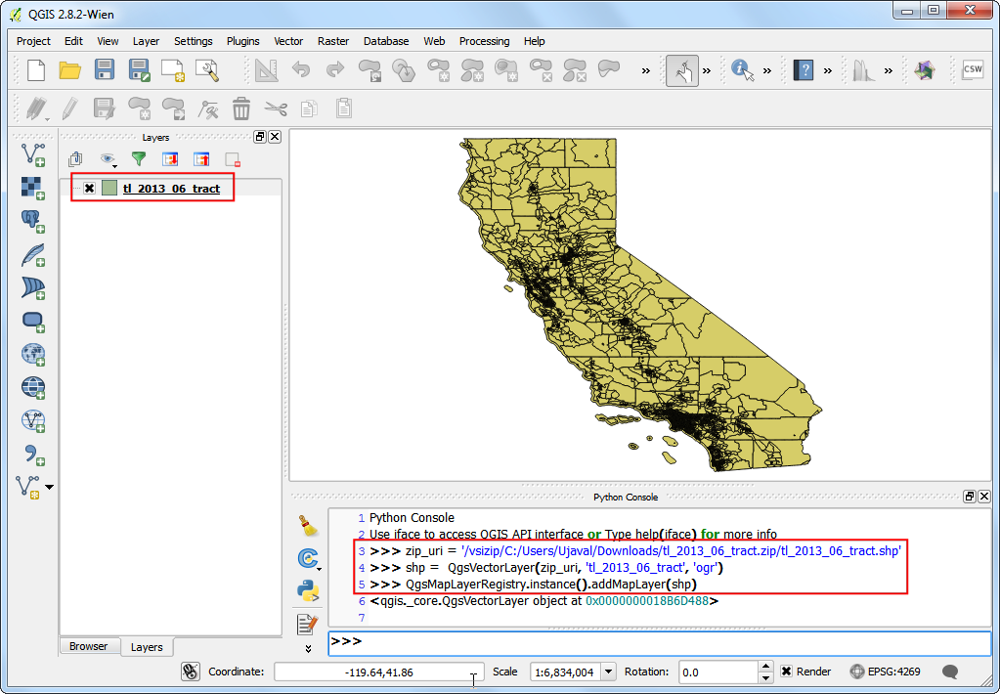 QGIS 2.8.2-Wien
Project Edit View Layer Settings Plugins Vector Raster Database Web Processing Help
» » » »
? CSW
Layers
tl_2013_06_tract
Python Console
1 Python Console
2 Use iface to access QGIS API interface or Type help(iface) for more info
3 >>> zip_uri = '/vsizip/C:/Users/Ujaval/Downloads/tl_2013_06_tract.zip/tl_2013_06_tract.shp'
4 >>> shp = QgsVectorLayer(zip_uri, 'tl_2013_06_tract', 'ogr')
5 >>> QgsMapLayerRegistry.instance().addMapLayer(shp)
6 <qgis._core.QgsVectorLayer object at 0x0000000018B6D488>
7
>>>
Browser Layers
Coordinate: -119.64,41.86 Scale 1:6,834,004 Rotation: 0.0 Render EPSG:4269